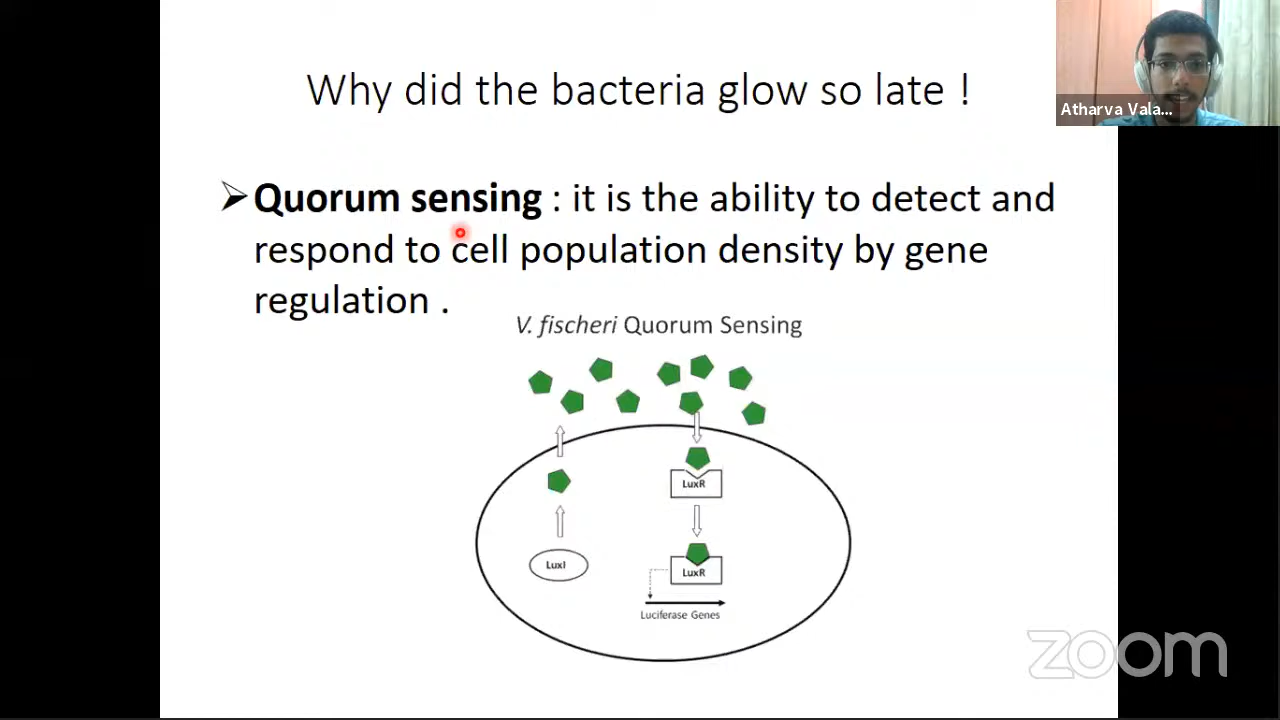 Why did the bacteria glow so late !
Atharva Vala...
➢ Quorum sensing : it is the ability to detect and
respond to cell population density by gene
regulation .
V. fischeri Quorum Sensing
LuxR
LuxI
LuxR
Luciferase Genes
zoom